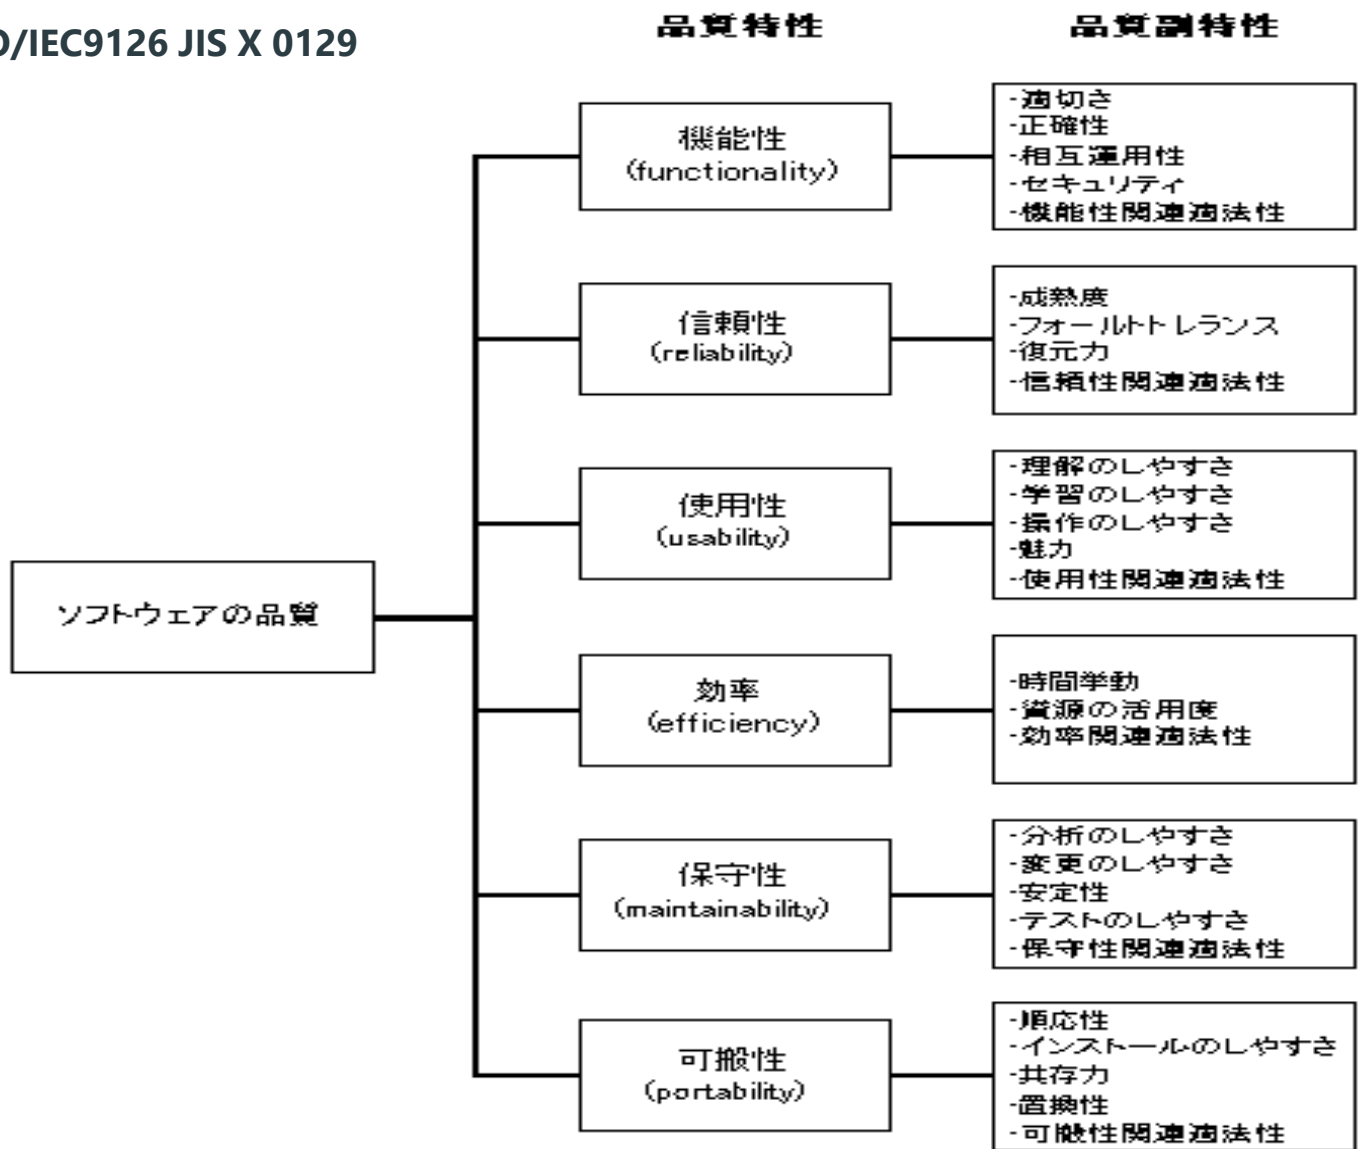 O/IEC9126 JIS X 0129
品質特性
品質副特性
ソフトウェアの品質
機能性
(functionality)
-適切さ
-正確性
-相互運用性
-セキュリティ
-機能性関連適法性
信頼性
(reliability)
-成熟度
-フォールトトレランス
-復元力
-信頼性関連適法性
使用性
(usability)
-理解のしやすさ
-学習のしやすさ
-操作のしやすさ
-魅力
-使用性関連適法性
効率
(efficiency)
-時間挙動
-資源の活用度
-効率関連適法性
保守性
(maintainability)
-分析のしやすさ
-変更のしやすさ
-安定性
-テストのしやすさ
-保守性関連適法性
可搬性
(portability)
-順応性
-インストールのしやすさ
-共存力
-置換性
-可搬性関連適法性